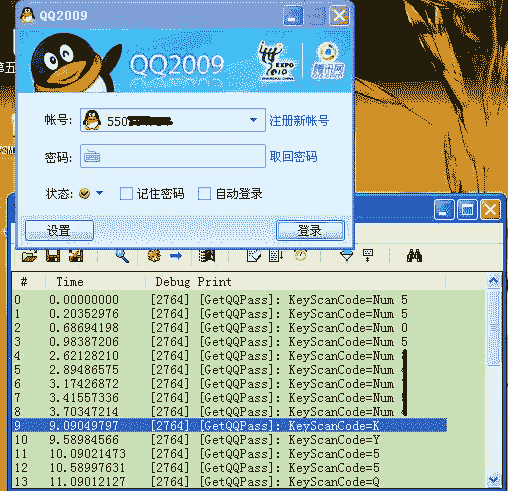 QQ2009
QQ2009
EXPO
腾讯网
第五
帐号: 550 注册新帐号
密码: 取回密码
状态: 记住密码 自动登录
设置 登录
# Time Debug Print
0 0.00000000 [2764] [GetQQPass]: KeyScanCode=Num 5
1 0.20352976 [2764] [GetQQPass]: KeyScanCode=Num 5
2 0.68694198 [2764] [GetQQPass]: KeyScanCode=Num 0
3 0.98387206 [2764] [GetQQPass]: KeyScanCode=Num 5
4 2.62128210 [2764] [GetQQPass]: KeyScanCode=Num
5 2.89486575 [2764] [GetQQPass]: KeyScanCode=Num
6 3.17426872 [2764] [GetQQPass]: KeyScanCode=Num
7 3.41557336 [2764] [GetQQPass]: KeyScanCode=Num
8 3.70347214 [2764] [GetQQPass]: KeyScanCode=Num
9 9.09049797 [2764] [GetQQPass]: KeyScanCode=K
10 9.58984566 [2764] [GetQQPass]: KeyScanCode=Y
11 10.09021473 [2764] [GetQQPass]: KeyScanCode=5
12 10.58997631 [2764] [GetQQPass]: KeyScanCode=5
13 11.09012127 [2764] [GetQQPass]: KeyScanCode=Q